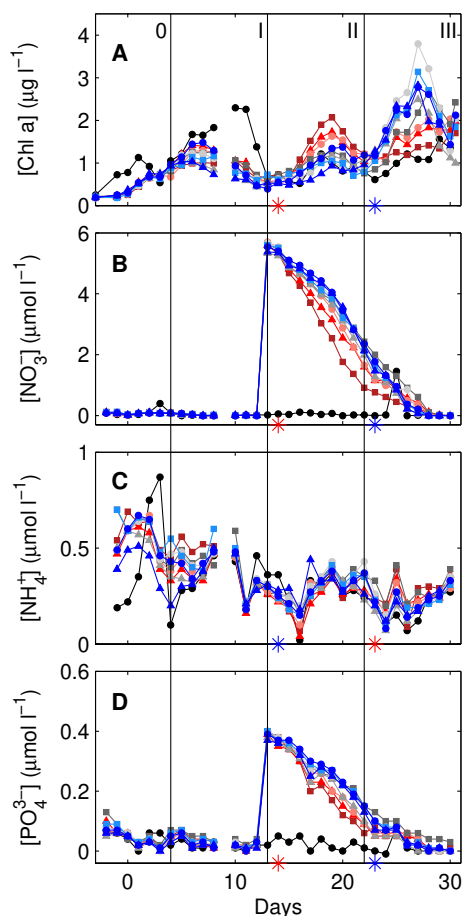 0 I II III
A
[Chl a] (µg l⁻¹)
5
4
3
2
1
0
B
[NO₃⁻] (µmol l⁻¹)
6
4
2
0
C
[NH₄⁺] (µmol l⁻¹)
1
0.5
0
D
[PO₄³⁻] (µmol l⁻¹)
0.6
0.4
0.2
0
0 10 20 30
Days